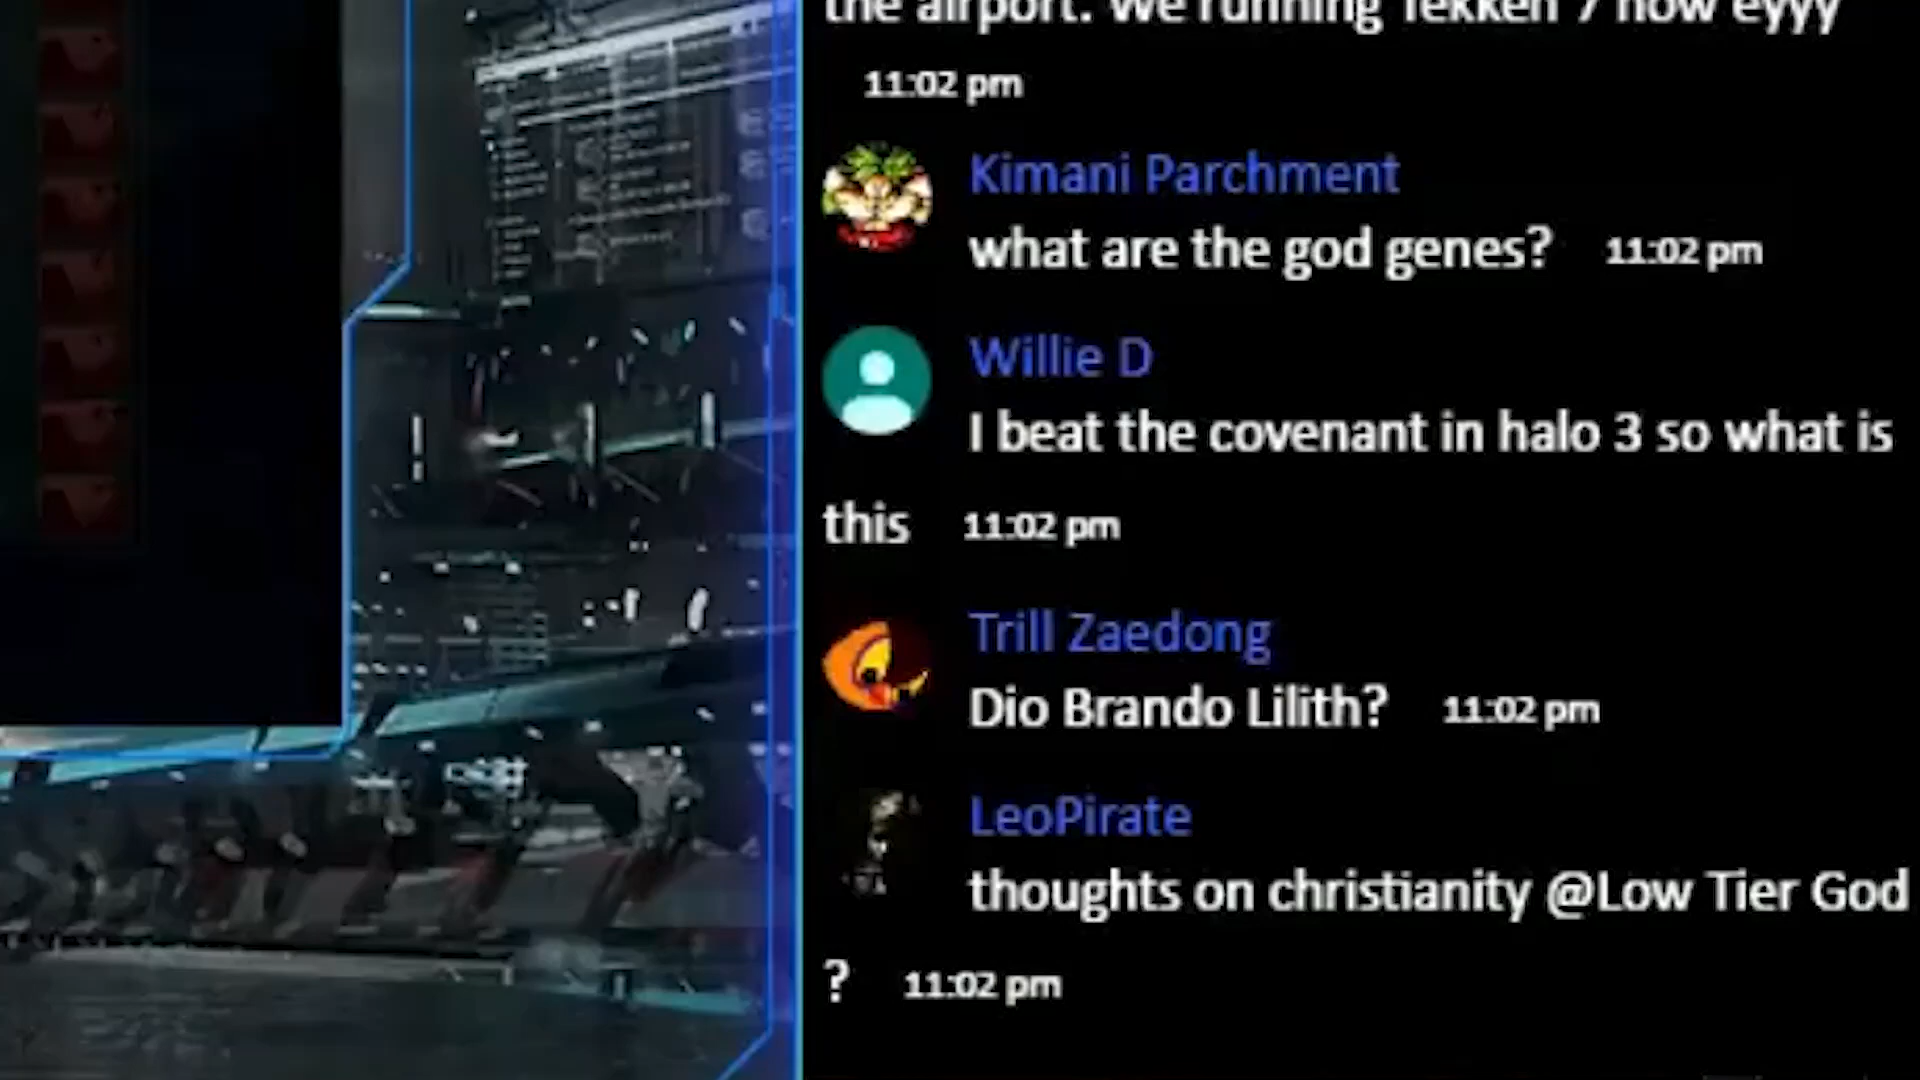 the airport. We running Tekken 7 now eyyy
11:02 pm
Kimani Parchment
what are the god genes? 11:02 pm
Willie D
I beat the covenant in halo 3 so what is
this 11:02 pm
Trill Zaedong
Dio Brando Lilith? 11:02 pm
LeoPirate
thoughts on christianity @Low Tier God
? 11:02 pm